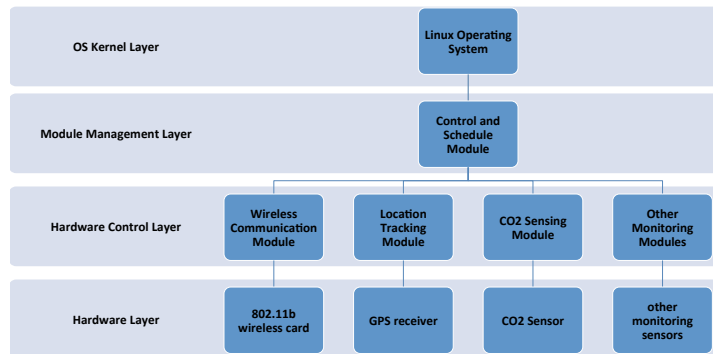 OS Kernel Layer
Linux Operating
System
Module Management Layer
Control and
Schedule
Module
Hardware Control Layer
Wireless
Communication
Module
Location
Tracking
Module
CO2 Sensing
Module
Other
Monitoring
Modules
Hardware Layer
802.11b
wireless card
GPS receiver
CO2 Sensor
other
monitoring
sensors